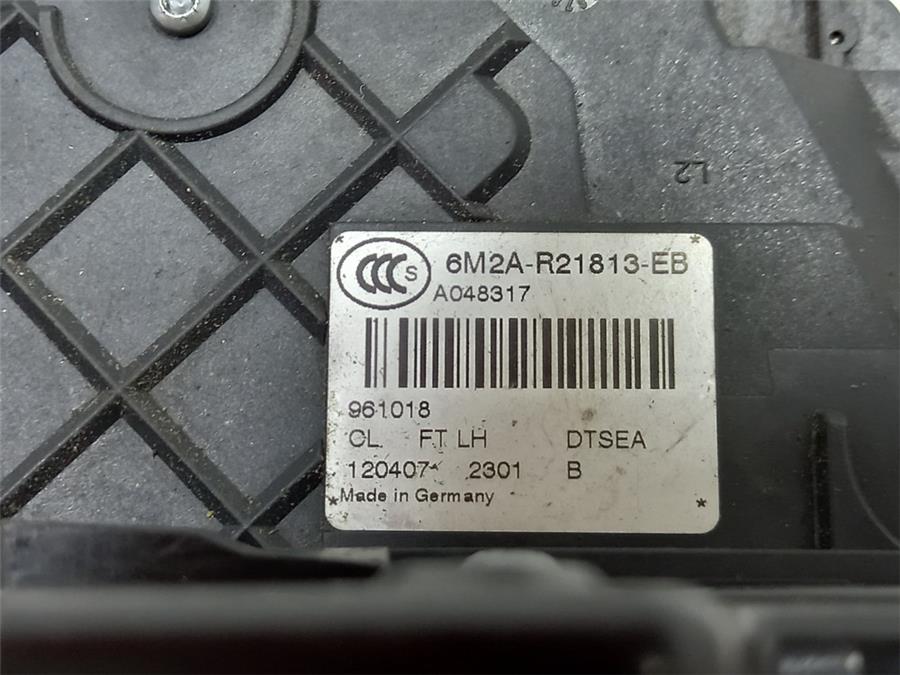 L2
CCC S 6M2A-R21813-EB
A048317
961018
CL FT LH DTSEA
120407 2301 B
*Made in Germany